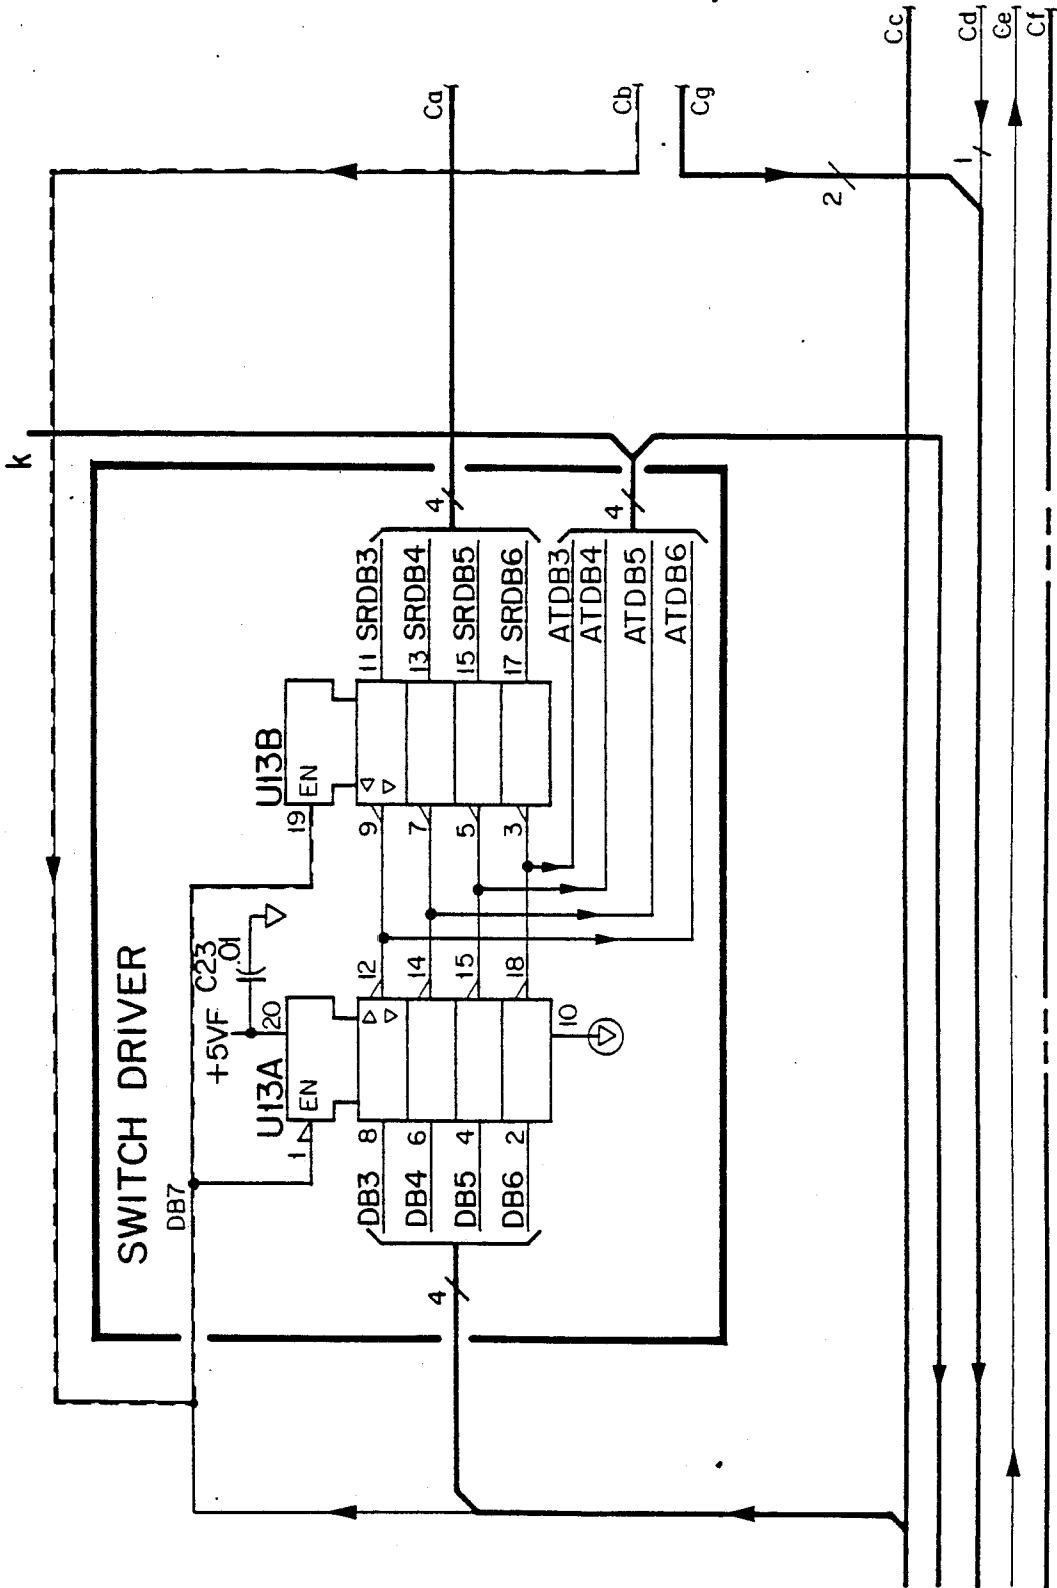 SWITCH DRIVER
k
DB7
+5VF
C23
.01
20
U13A
EN
1
U13B
EN
19
DB3
8
12
9
11
SRDB3
DB4
6
14
7
13
SRDB4
DB5
4
15
5
15
SRDB5
DB6
2
18
3
17
SRDB6
10
ATDB3
ATDB4
ATDB5
ATDB6
4
4
4
Ca
Cb
Cg
2
Cc
1
Cd
Ce
Cf